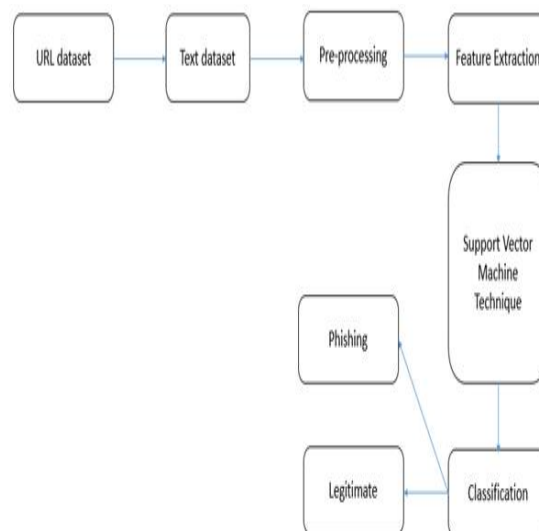 URL dataset
Text dataset
Pre-processing
Feature Extraction
Support Vector
Machine
Technique
Phishing
Legitimate
Classification